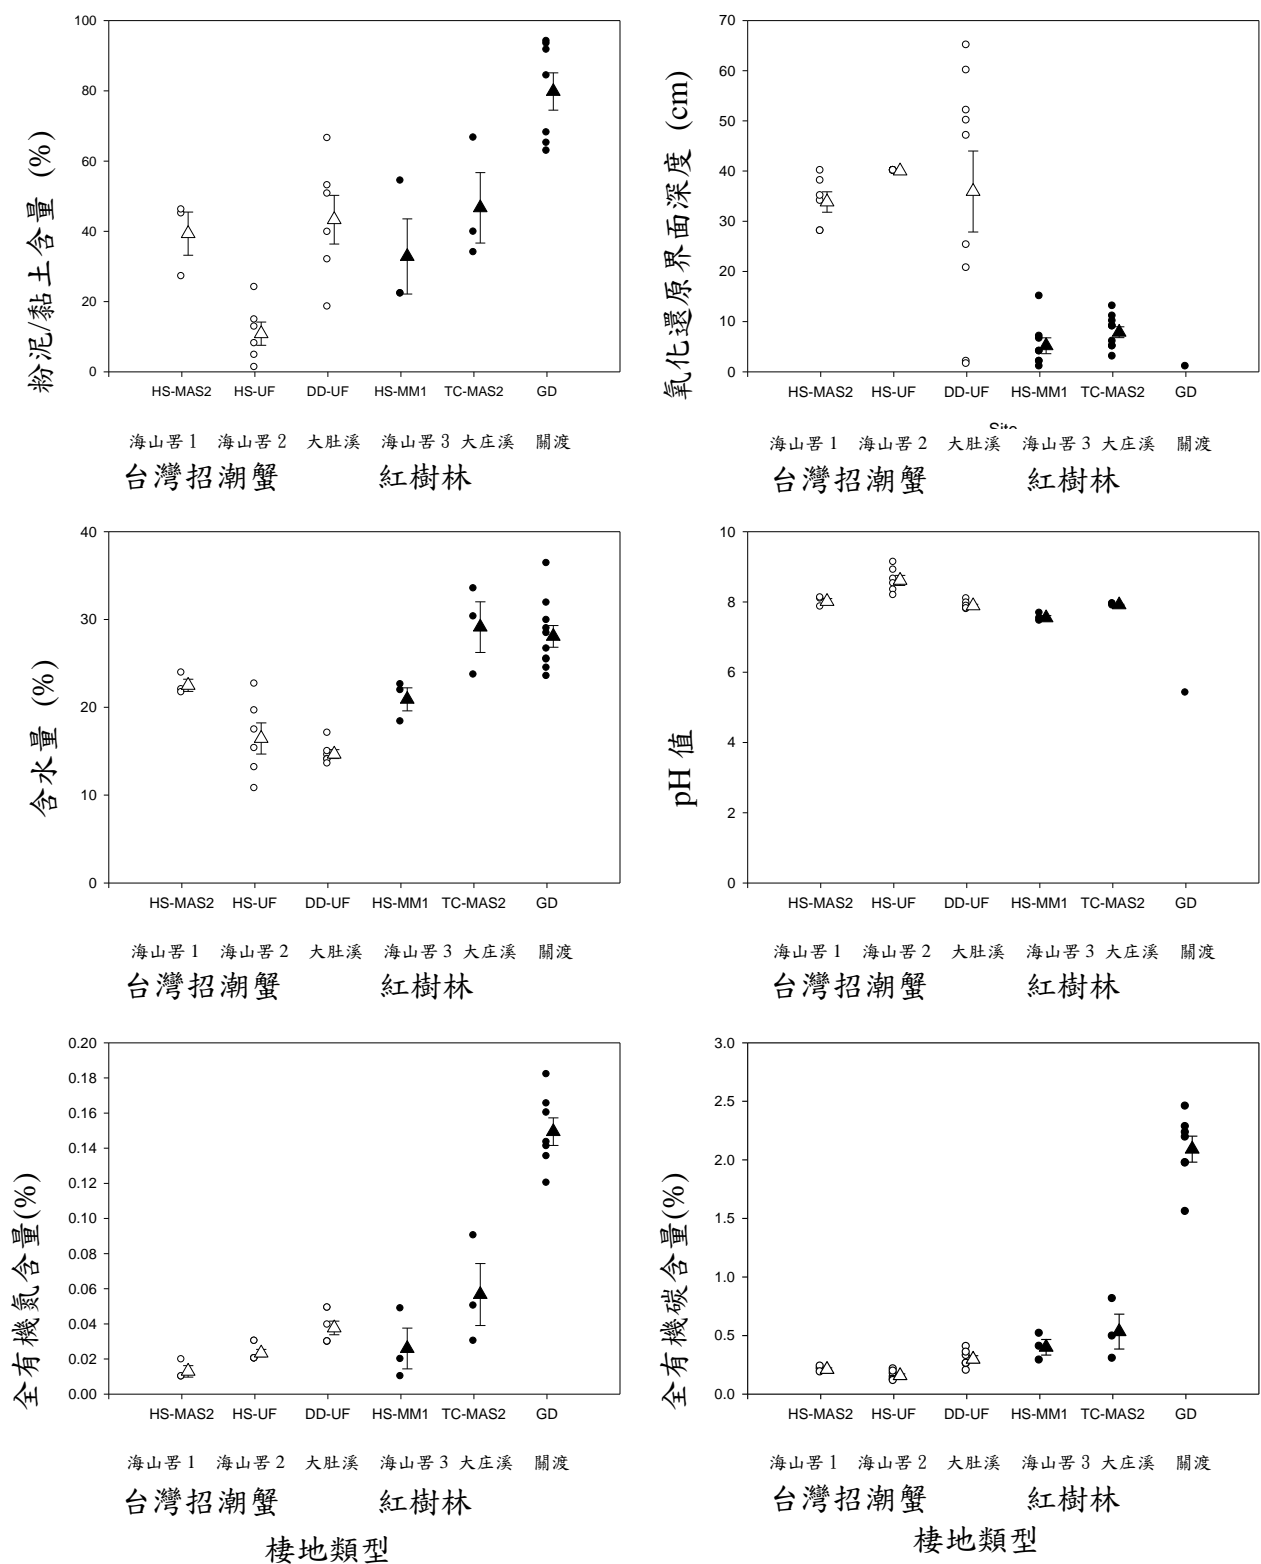 粉泥/黏土含量 (%)
100
80
60
40
20
0
HS-MAS2 HS-UF DD-UF HS-MM1 TC-MAS2 GD
海山罟 1 海山罟 2 大肚溪 海山罟 3 大庄溪 關渡
台灣招潮蟹 紅樹林
氧化還原界面深度 (cm)
70
60
50
40
30
20
10
0
HS-MAS2 HS-UF DD-UF HS-MM1 TC-MAS2 GD
Site
海山罟 1 海山罟 2 大肚溪 海山罟 3 大庄溪 關渡
台灣招潮蟹 紅樹林
含水量 (%)
40
30
20
10
0
HS-MAS2 HS-UF DD-UF HS-MM1 TC-MAS2 GD
海山罟 1 海山罟 2 大肚溪 海山罟 3 大庄溪 關渡
台灣招潮蟹 紅樹林
pH 值
10
8
6
4
2
0
HS-MAS2 HS-UF DD-UF HS-MM1 TC-MAS2 GD
海山罟 1 海山罟 2 大肚溪 海山罟 3 大庄溪 關渡
台灣招潮蟹 紅樹林
全有機氮含量(%)
0.20
0.18
0.16
0.14
0.12
0.10
0.08
0.06
0.04
0.02
0.00
HS-MAS2 HS-UF DD-UF HS-MM1 TC-MAS2 GD
海山罟 1 海山罟 2 大肚溪 海山罟 3 大庄溪 關渡
台灣招潮蟹 紅樹林
棲地類型
全有機碳含量(%)
3.0
2.5
2.0
1.5
1.0
0.5
0.0
HS-MAS2 HS-UF DD-UF HS-MM1 TC-MAS2 GD
海山罟 1 海山罟 2 大肚溪 海山罟 3 大庄溪 關渡
台灣招潮蟹 紅樹林
棲地類型